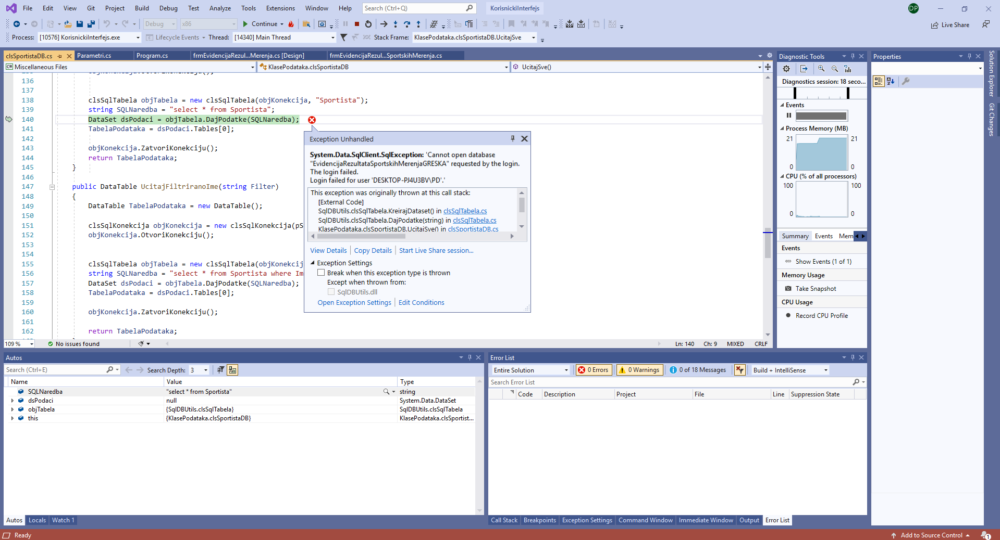 File Edit View Git Project Build Debug Test Analyze Tools Extensions Window Help Search (Ctrl+Q) KorisnickiInterfejs DP
Debug x86 Continue Live Share
Process: [10576] KorisnickiInterfejs.exe Lifecycle Events Thread: [14340] Main Thread Stack Frame: KlasePodataka.clsSportistaDB.UcitajSve
clsSportistaDB.cs Parametri.cs Program.cs frmEvidencijaRezul...Merenja.cs [Design] frmEvidencijaRezul...SportskihMerenja.cs
C# Miscellaneous Files KlasePodataka.clsSportistaDB UcitajSve()
136
137
138 clsSqlTabela objTabela = new clsSqlTabela(objKonekcija, "Sportista");
139 string SQLNaredba = "select * from Sportista";
140 DataSet dsPodaci = objTabela.DajPodatke(SQLNaredba);
141 TabelaPodataka = dsPodaci.Tables[0];
142
143 objKonekcija.ZatvoriKonekciju();
144 return TabelaPodataka;
145 }
146
147 public DataTable UcitajFiltriranoIme(string Filter)
148 {
149 DataTable TabelaPodataka = new DataTable();
150
151 clsSqlKonekcija objKonekcija = new clsSqlKonekcija(pS
152 objKonekcija.OtvoriKonekciju();
153
154
155 clsSqlTabela objTabela = new clsSqlTabela(objKonekcij
156 string SQLNaredba = "select * from Sportista where Im
157 DataSet dsPodaci = objTabela.DajPodatke(SQLNaredba);
158 TabelaPodataka = dsPodaci.Tables[0];
159
160 objKonekcija.ZatvoriKonekciju();
161
162 return TabelaPodataka;
109 % No issues found Ln: 140 Ch: 9 MIXED CRLF
Exception Unhandled
System.Data.SqlClient.SqlException: 'Cannot open database
"EvidencijaRezultataSportskihMerenjaGRESKA" requested by the login.
The login failed.
Login failed for user 'DESKTOP-PJ4U3BV\PD'.'
This exception was originally thrown at this call stack:
[External Code]
SqlDBUtils.clsSqlTabela.KreirajDataset() in clsSqlTabela.cs
SqlDBUtils.clsSqlTabela.DajPodatke(string) in clsSqlTabela.cs
KlasePodataka.clsSportistaDB.UcitajSve() in clsSportistaDB.cs
View Details Copy Details Start Live Share session...
Exception Settings
Break when this exception type is thrown
Except when thrown from:
SqlDBUtils.dll
Open Exception Settings Edit Conditions
Diagnostic Tools
Diagnostics session: 18 seco...
Events
Process Memory (MB)
21 21
0 0
CPU (% of all processors)
100 100
0 0
Summary Events Mem
Events
Show Events (1 of 1)
Memory Usage
Take Snapshot
CPU Usage
Record CPU Profile
Properties
Solution Explorer
Git Changes
Autos
Search (Ctrl+E) Search Depth: 3
Name Value Type
SQLNaredba "select * from Sportista" string
dsPodaci null System.Data.DataSet
objTabela {SqlDBUtils.clsSqlTabela} SqlDBUtils.clsSqlTabela
this {KlasePodataka.clsSportistaDB} KlasePodataka.clsSportist...
Autos Locals Watch 1
Error List
Entire Solution 0 Errors 0 Warnings 0 of 18 Messages Build + IntelliSense
Search Error List
Code Description Project File Line Suppression State
Call Stack Breakpoints Exception Settings Command Window Immediate Window Output Error List
Ready Add to Source Control 1